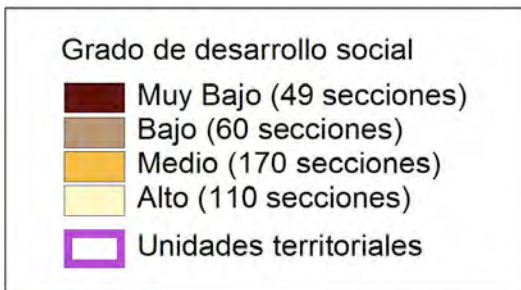 Grado de desarrollo social
Muy Bajo (49 secciones)
Bajo (60 secciones)
Medio (170 secciones)
Alto (110 secciones)
Unidades territoriales